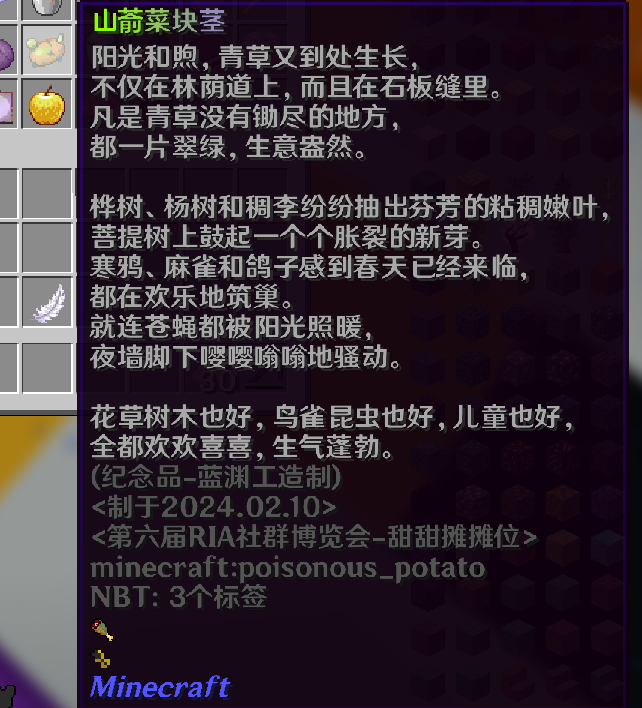 山萮菜块茎
阳光和煦，青草又到处生长，
不仅在林荫道上，而且在石板缝里。
凡是青草没有锄尽的地方，
都一片翠绿，生意盎然。
桦树、杨树和稠李纷纷抽出芬芳的粘稠嫩叶，
菩提树上鼓起一个个胀裂的新芽。
寒鸦、麻雀和鸽子感到春天已经来临，
都在欢乐地筑巢。
就连苍蝇都被阳光照暖，
夜墙脚下嘤嘤嗡嗡地骚动。
花草树木也好，鸟雀昆虫也好，儿童也好，
全都欢欢喜喜，生气蓬勃。
(纪念品-蓝渊工造制)
<制于2024.02.10>
<第六届RIA社群博览会-甜甜摊摊位>
minecraft:poisonous_potato
NBT: 3个标签
Minecraft